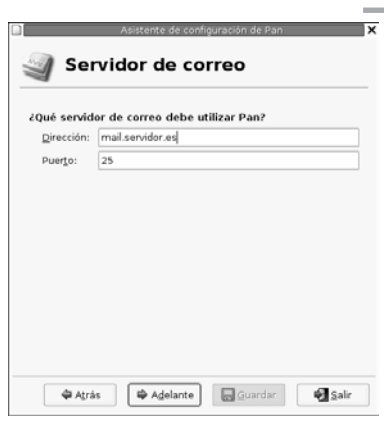 Asistente de configuración de Pan
Servidor de correo
¿Qué servidor de correo debe utilizar Pan?
Dirección: mail.servidor.es
Puerto: 25
Atrás Adelante Guardar Salir